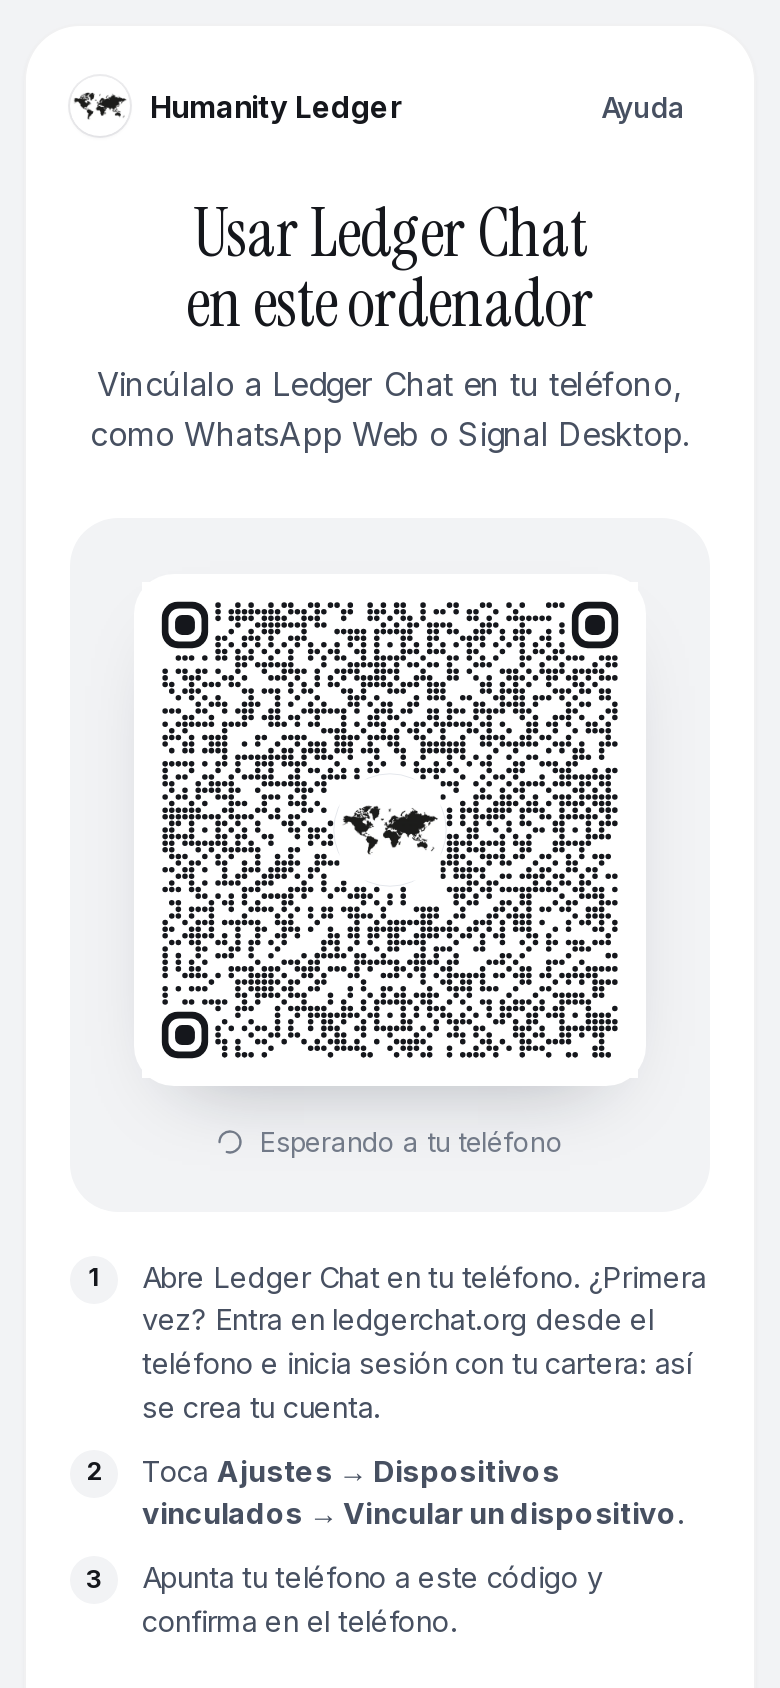 Humanity Ledger
Ayuda
Usar Ledger Chat
en este ordenador
Vincúlalo a Ledger Chat en tu teléfono,
como WhatsApp Web o Signal Desktop.
Esperando a tu teléfono
1
Abre Ledger Chat en tu teléfono. ¿Primera
vez? Entra en ledgerchat.org desde el
teléfono e inicia sesión con tu cartera: así
se crea tu cuenta.
2
Toca Ajustes → Dispositivos
vinculados → Vincular un dispositivo.
3
Apunta tu teléfono a este código y
confirma en el teléfono.